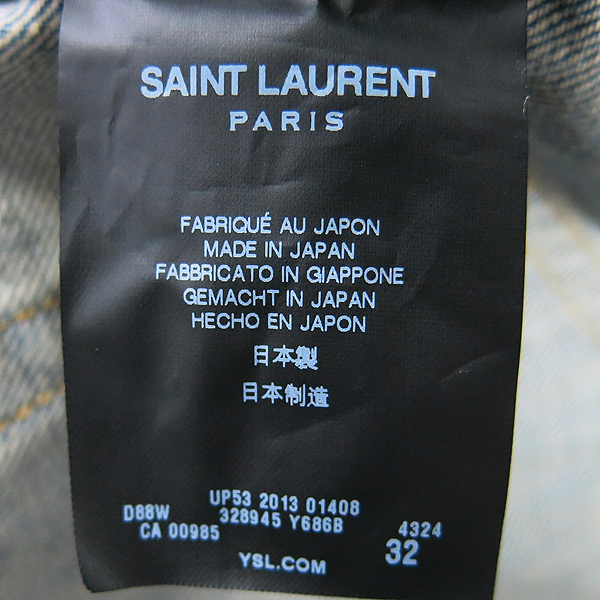 SAINT LAURENT
PARIS
FABRIQUÉ AU JAPON
MADE IN JAPAN
FABBRICATO IN GIAPPONE
GEMACHT IN JAPAN
HECHO EN JAPON
日本製
日本制造
UP53 2013 01408
D88W 328945 Y686B 4324
CA 00985 32
YSL.COM